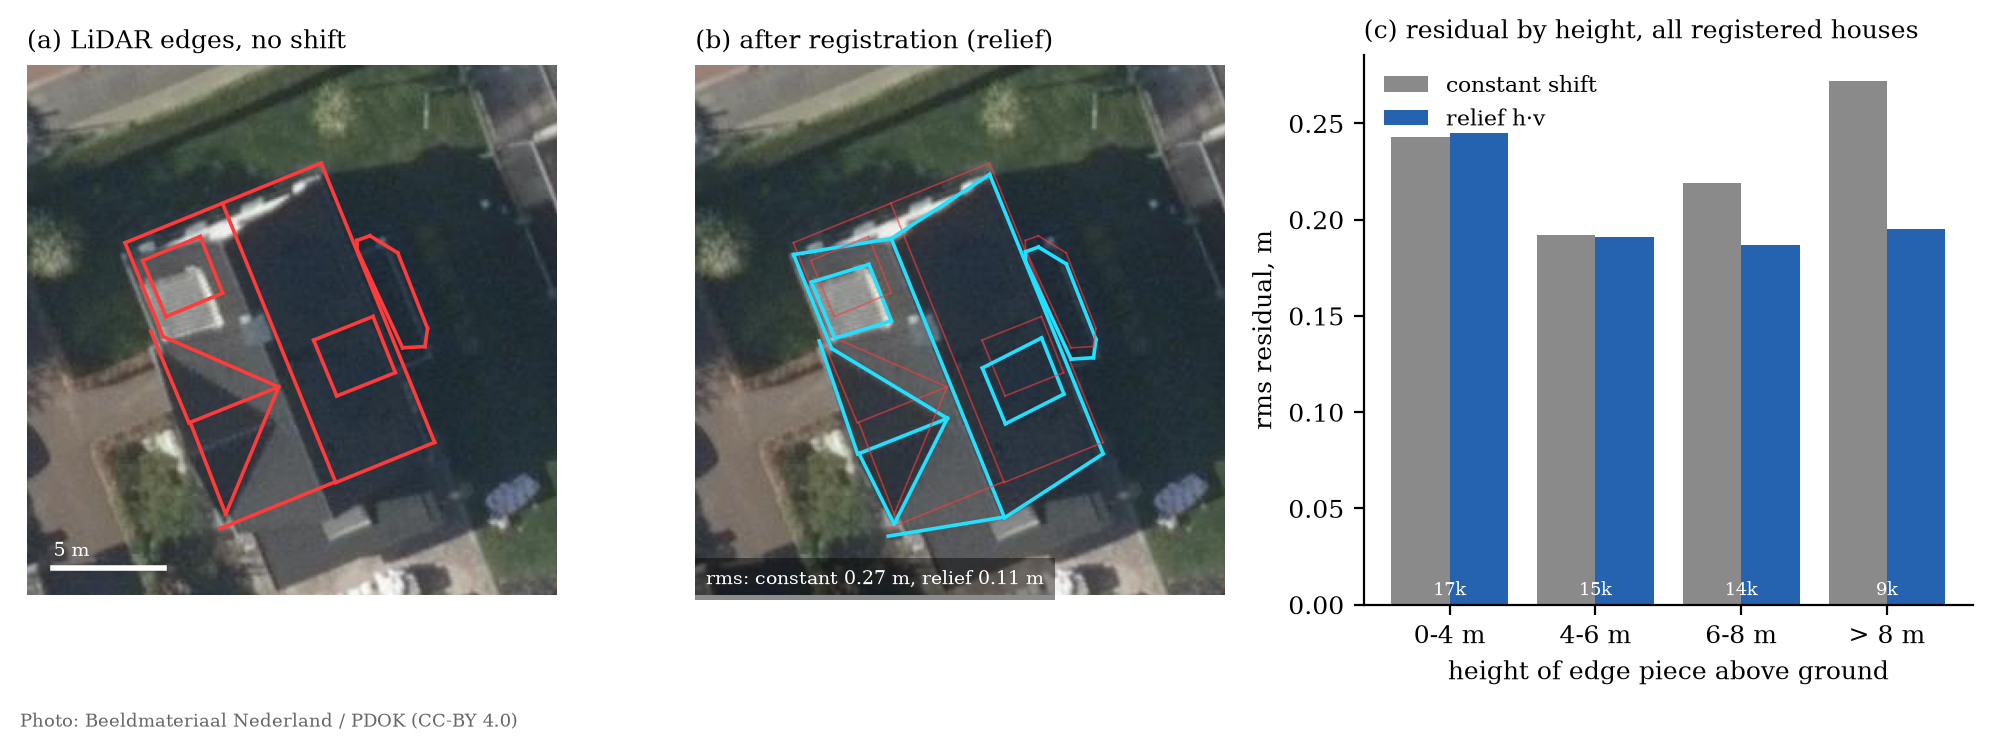 (a) LiDAR edges, no shift
5 m
(b) after registration (relief)
rms: constant 0.27 m, relief 0.11 m
(c) residual by height, all registered houses
constant shift
relief h·v
rms residual, m
0.25
0.20
0.15
0.10
0.05
0.00
17k
15k
14k
9k
0-4 m
4-6 m
6-8 m
> 8 m
height of edge piece above ground
Photo: Beeldmateriaal Nederland / PDOK (CC-BY 4.0)